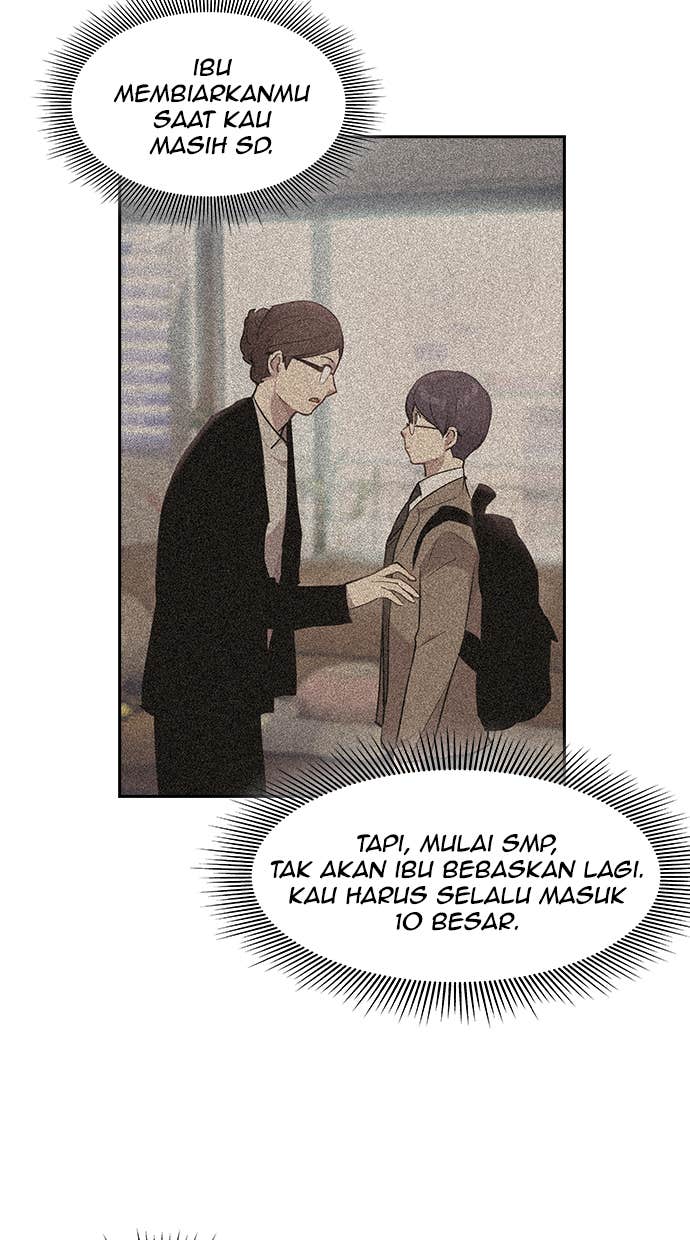 IBU
MEMBIARKANMU
SAAT KAU
MASIH SD.
TAPI, MULAI SMP,
TAK AKAN IBU BEBASKAN LAGI.
KAU HARUS SELALU MASUK
10 BESAR.